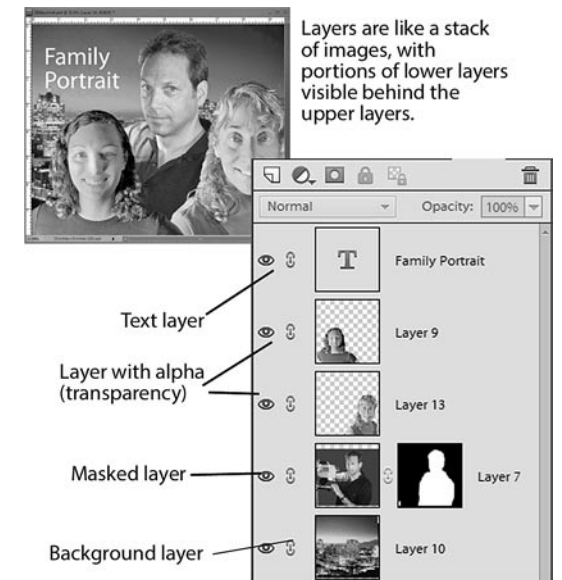 Family
Portrait
Layers are like a stack
of images, with
portions of lower layers
visible behind the
upper layers.
Normal
Opacity: 100%
T
Family Portrait
Text layer
Layer 9
Layer with alpha
(transparency)
Layer 13
Masked layer
Layer 7
Background layer
Layer 10